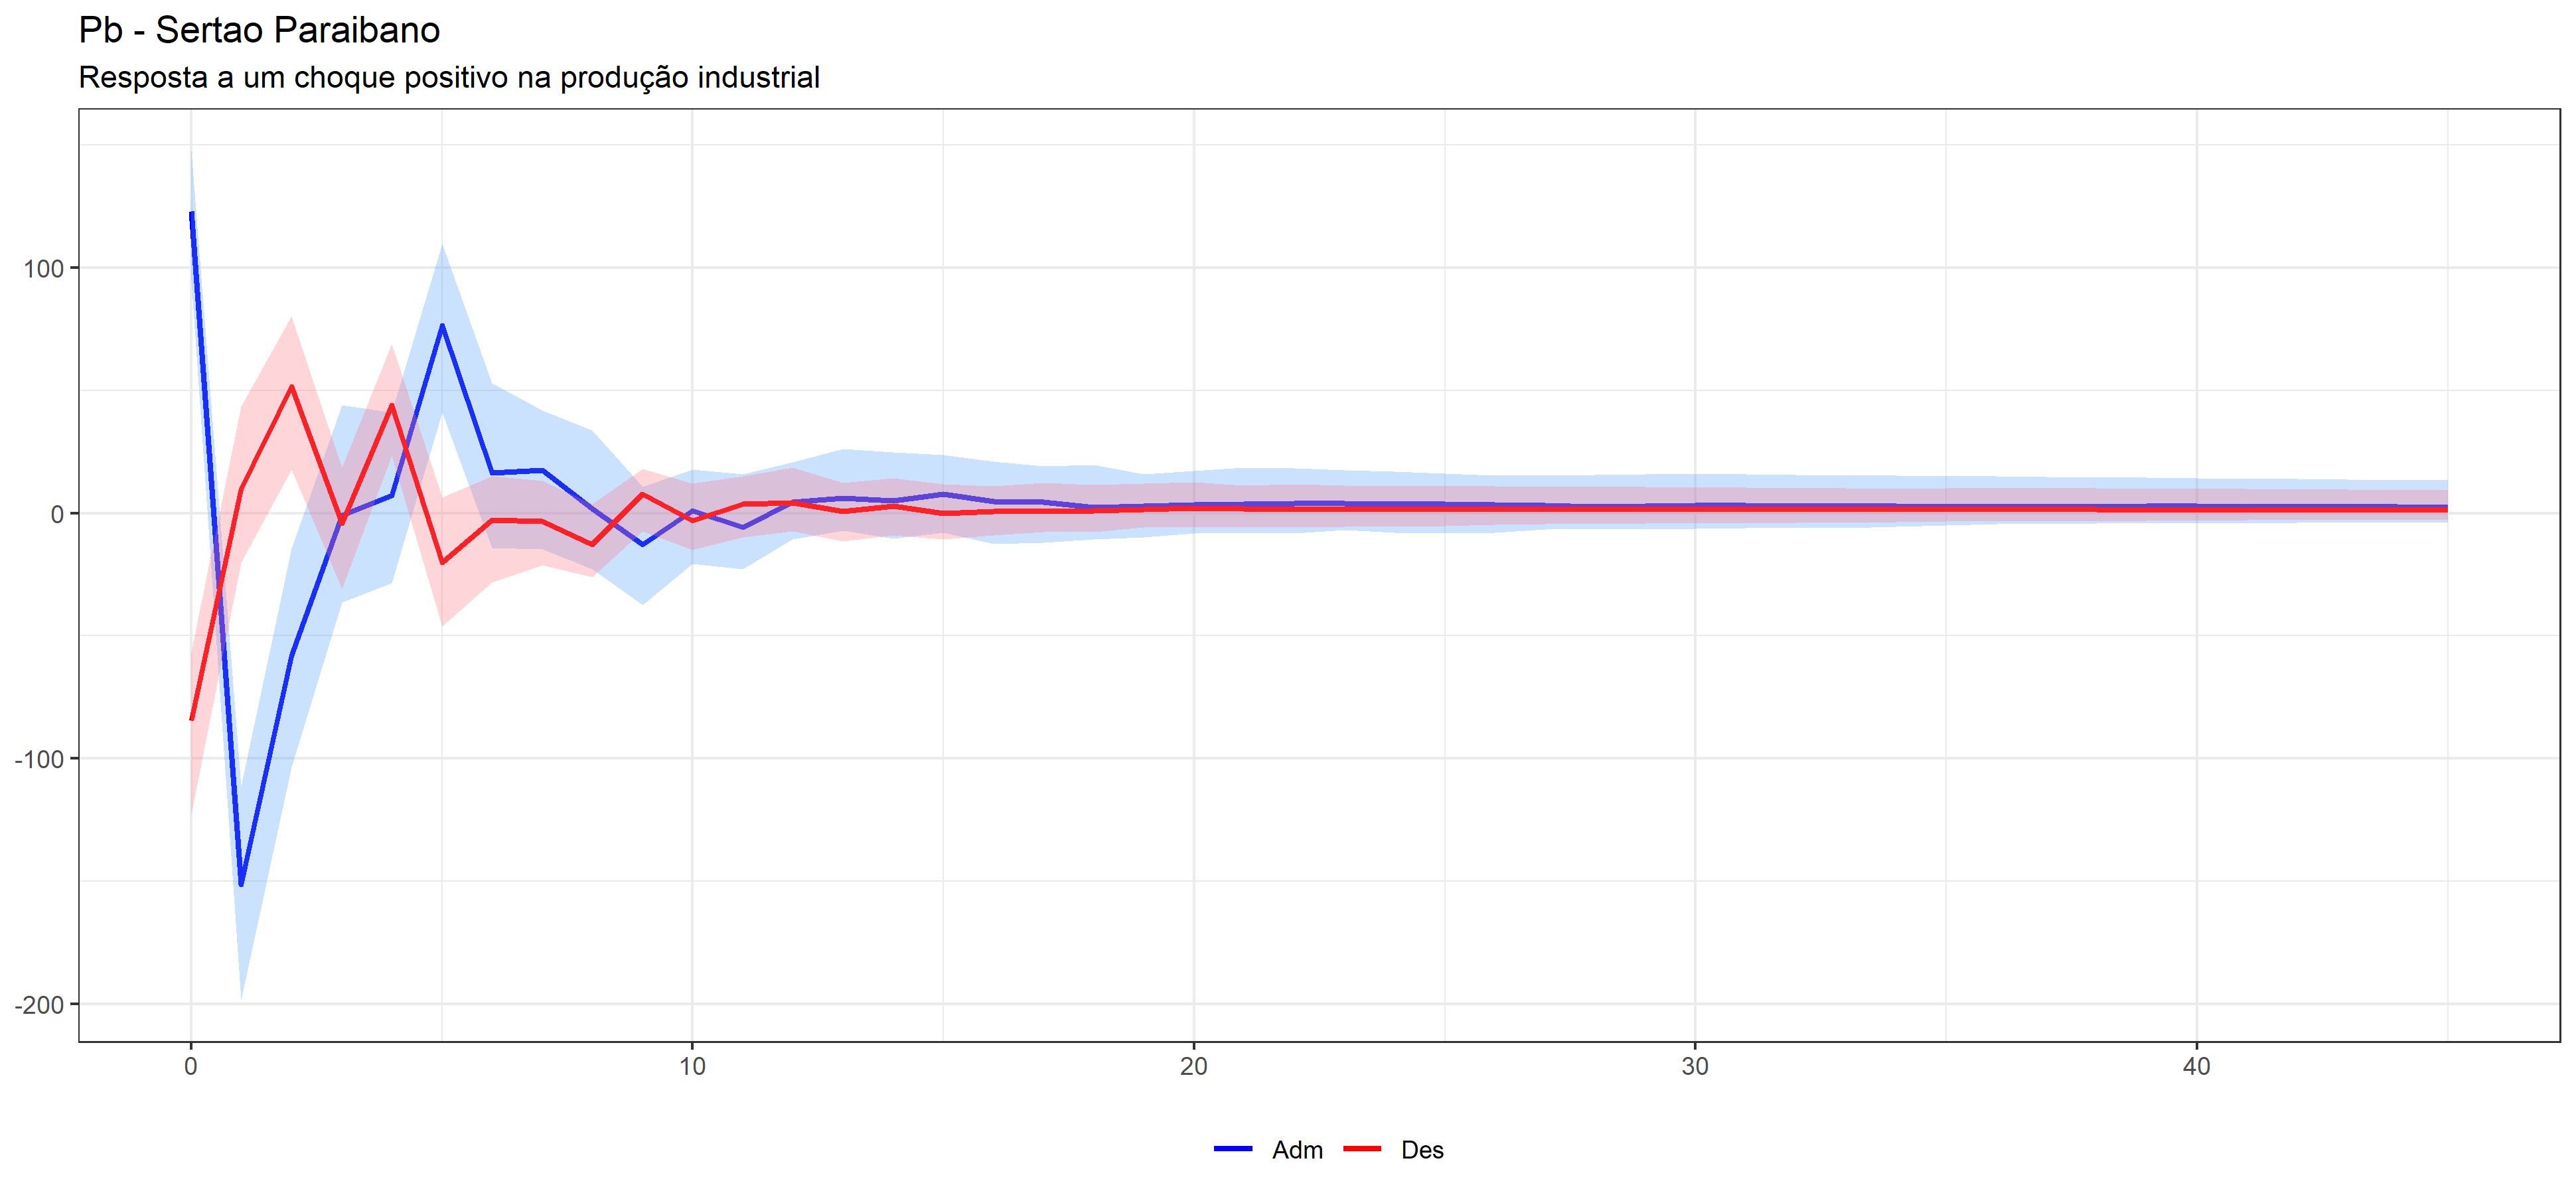 Pb - Sertao Paraibano
Resposta a um choque positivo na produção industrial
100
0
-100
-200
0 10 20 30 40
Adm Des